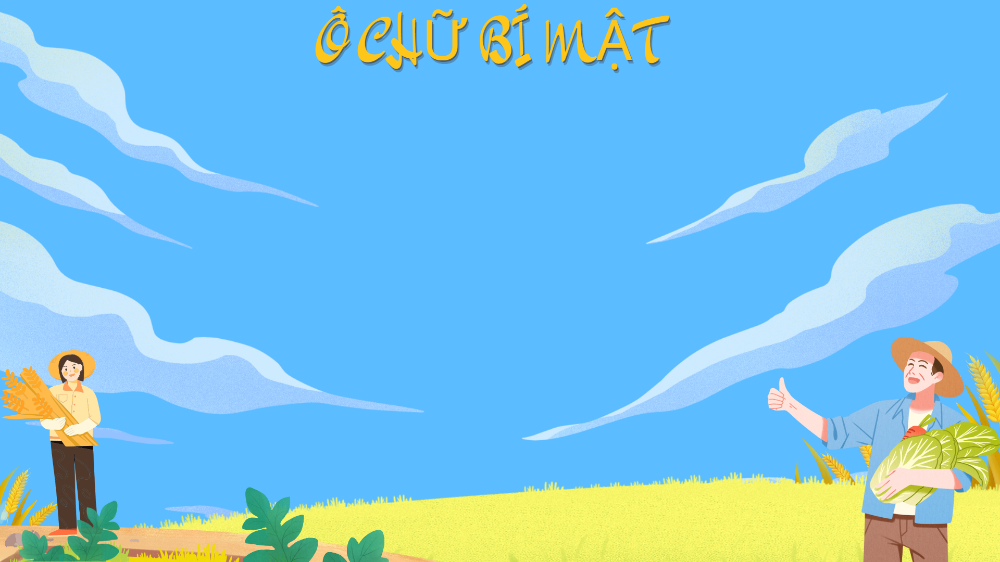 Ô CHỮ BÍ MẬT